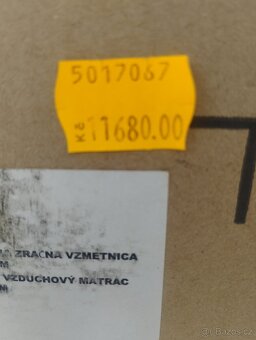 5017067
Kč 11680.00
ZRAČNA VZMETNICA
M
VZDUCHOVÝ MATRAC
© Bazos.cz